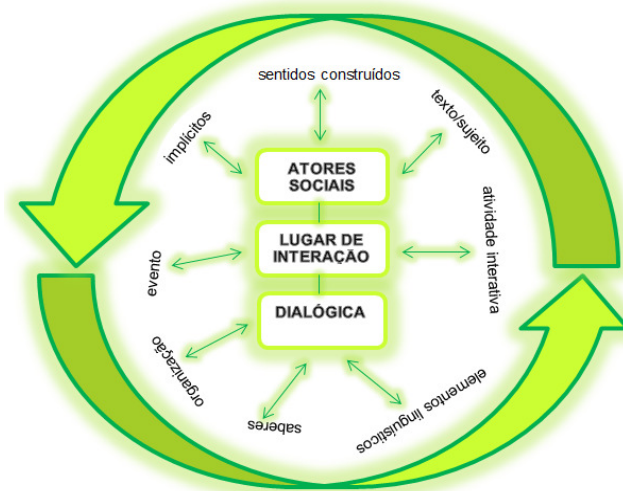 sentidos construídos
implícitos
texto/sujeito
ATORES
SOCIAIS
atividade interativa
LUGAR DE
INTERAÇÃO
evento
DIALÓGICA
organização
saberes
elementos linguísticos